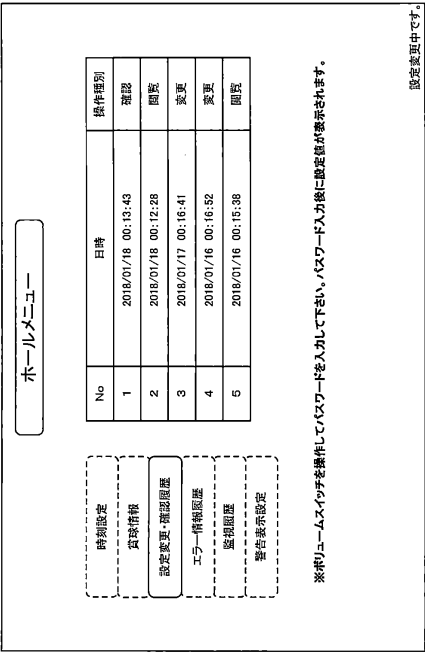 ホールメニュー
時刻設定
賞球情報
設定変更・確認履歴
エラー情報履歴
監視履歴
警告表示設定
No 日時 操作種別
1 2018/01/18 00:13:43 確認
2 2018/01/18 00:12:28 閲覧
3 2018/01/17 00:16:41 変更
4 2018/01/16 00:16:52 変更
5 2018/01/16 00:15:38 閲覧
※ボリュームスイッチを操作してパスワードを入力して下さい。パスワード入力後に設定値が表示されます。
設定変更中です。